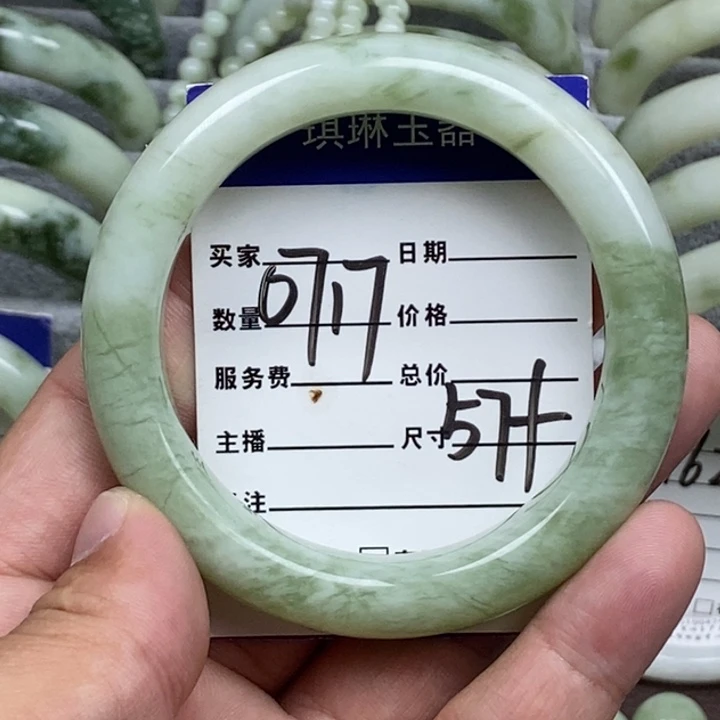 琪琳玉器
买家 日期
0717
数量 价格
服务费 总价
57+
主播 尺寸
注